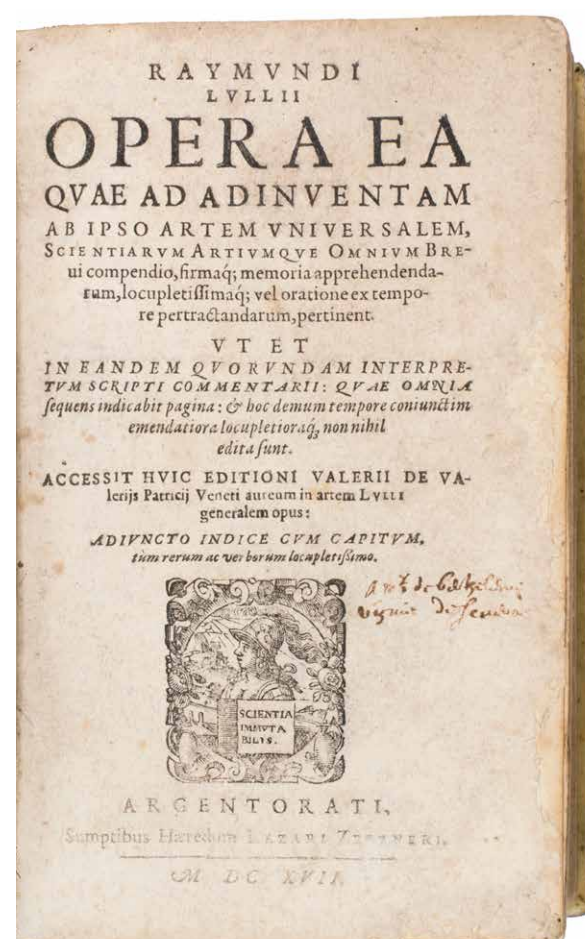 RAYMVNDI
LVLLII
OPERA EA
QVAE AD ADINVENTAM
AB IPSO ARTEM VNIVERSALEM,
SCIENTIARVM ARTIVMQVE OMNIVM BRE-
ui compendio, firmaq́; memoria apprehendenda-
rum, locupletiſſimaq́; vel oratione ex tempo-
re pertractandarum, pertinent.
VT ET
IN EANDEM QVORVNDAM INTERPRE-
TVM SCRIPTI COMMENTARII: QVAE OMNIA
ſequens indicabit pagina: & hoc demum tempore coniunctim
emendatiora locupletioraq́; non nihil
edita ſunt.
ACCESSIT HVIC EDITIONI VALERII DE VA-
lerijs Patricij Veneti aureum in artem LVLLI
generalem opus:
ADIVNCTO INDICE CVM CAPITVM,
tùm rerum ac verborum locupletiſſimo.
SCIENTIA
IMMVTA
BILIS.
ARGENTORATI,
Sumptibus Hæredum LAZARI ZETZNERI.
M DC XVII.